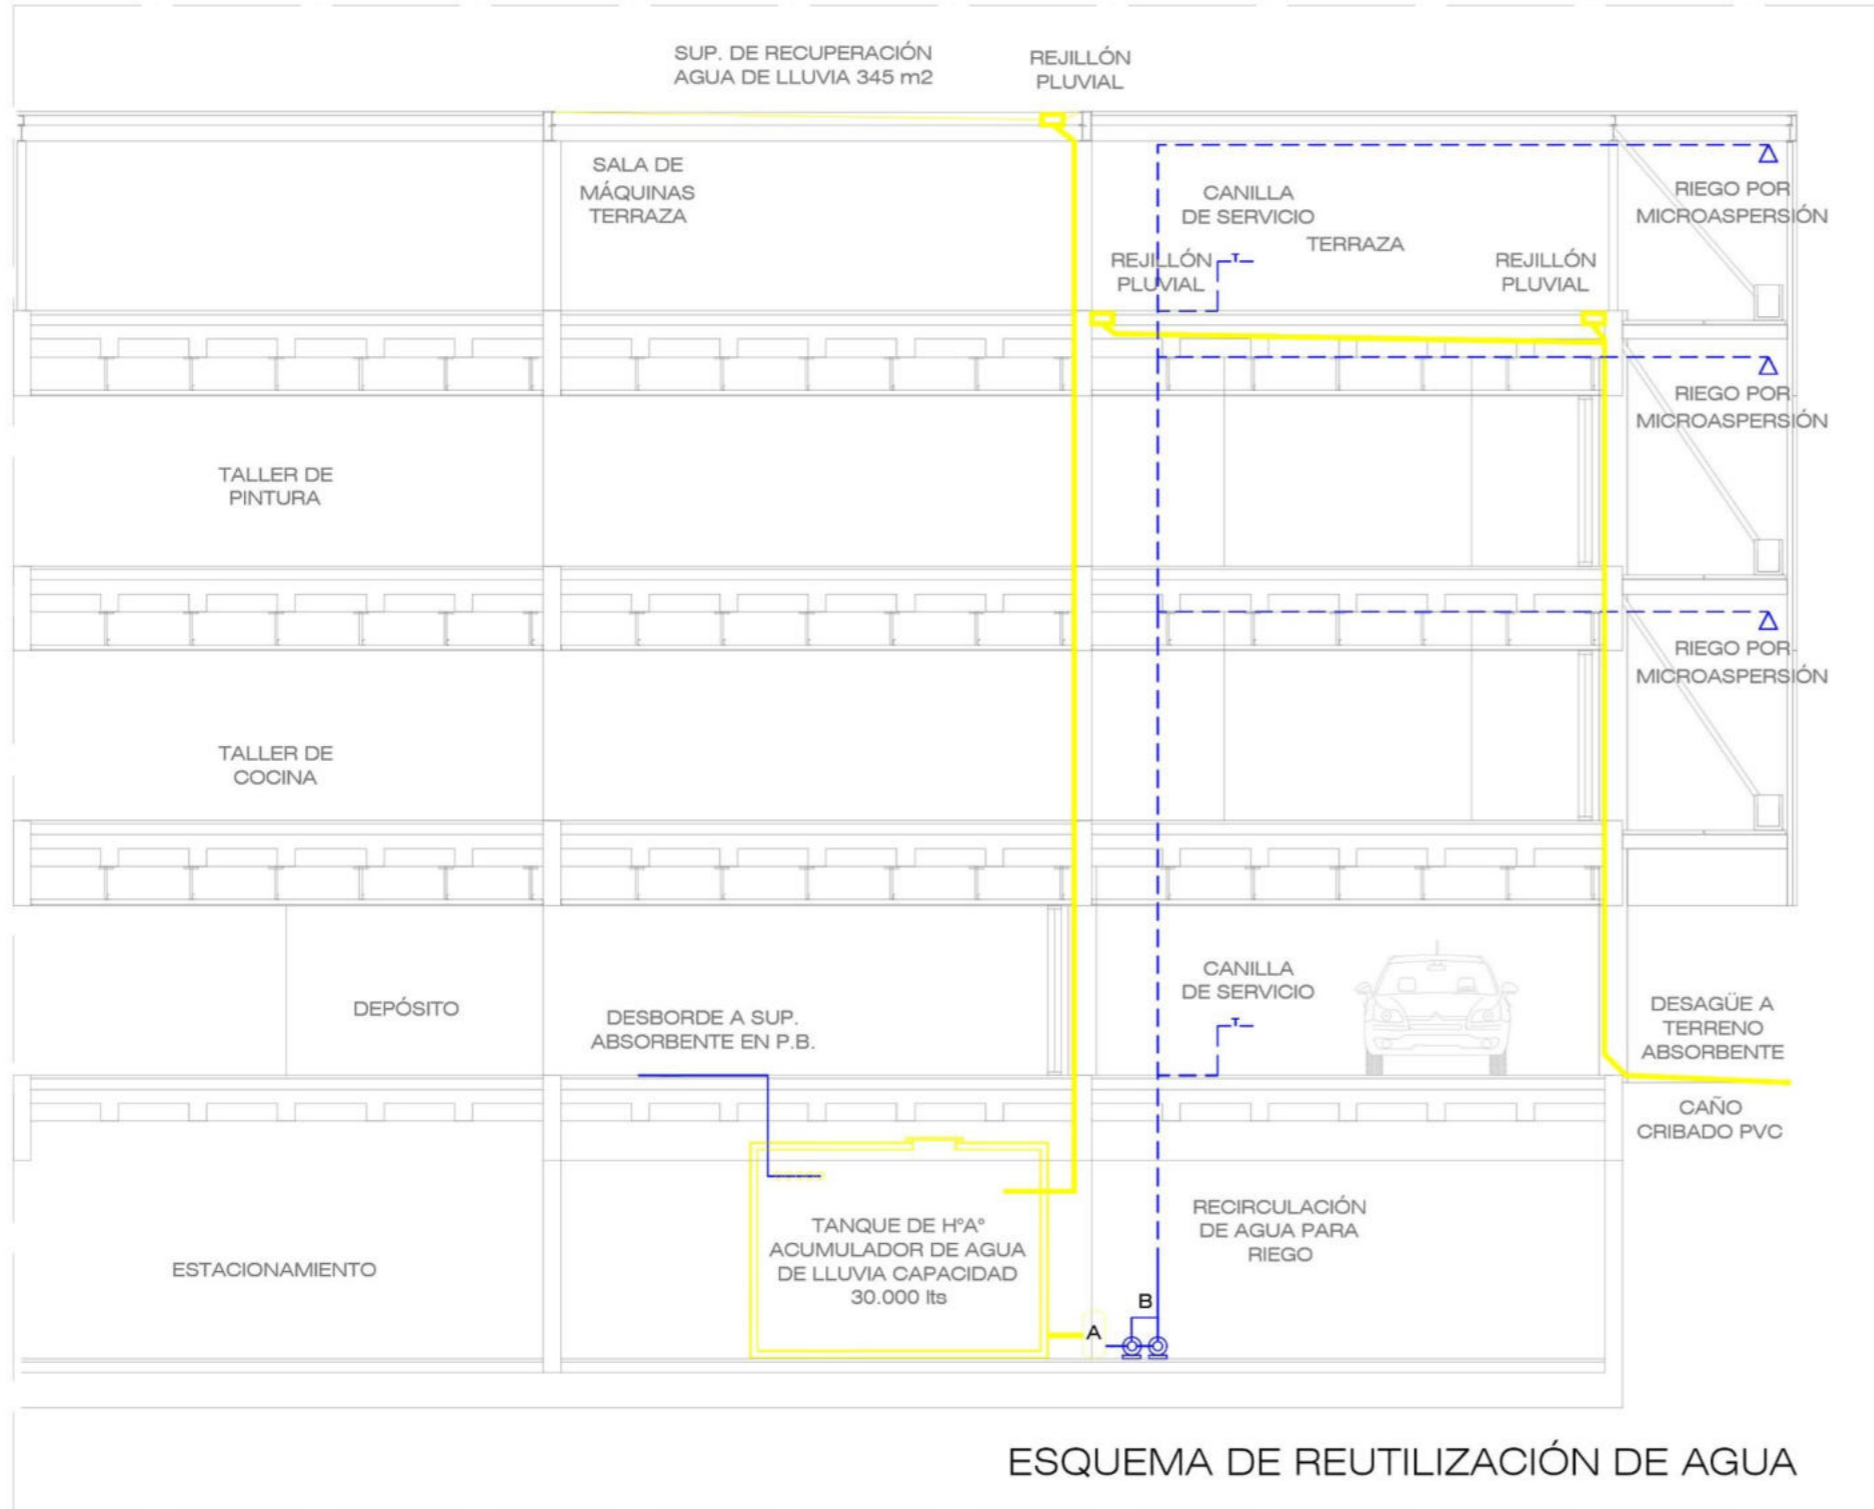 SUP. DE RECUPERACIÓN
AGUA DE LLUVIA 345 m2
REJILLÓN
PLUVIAL
SALA DE
MÁQUINAS
TERRAZA
CANILLA
DE SERVICIO
TERRAZA
RIEGO POR
MICROASPERSIÓN
REJILLÓN
PLUVIAL
T
REJILLÓN
PLUVIAL
RIEGO POR
MICROASPERSIÓN
TALLER DE
PINTURA
RIEGO POR
MICROASPERSIÓN
TALLER DE
COCINA
DEPÓSITO
DESBORDE A SUP.
ABSORBENTE EN P.B.
CANILLA
DE SERVICIO
T
DESAGÜE A
TERRENO
ABSORBENTE
CAÑO
CRIBADO PVC
ESTACIONAMIENTO
TANQUE DE H°A°
ACUMULADOR DE AGUA
DE LLUVIA CAPACIDAD
30.000 lts
RECIRCULACIÓN
DE AGUA PARA
RIEGO
B
A
ESQUEMA DE REUTILIZACIÓN DE AGUA